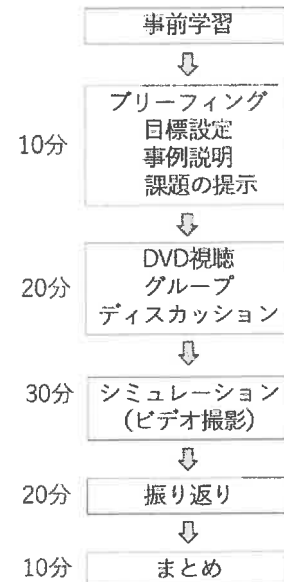 事前学習
10分
ブリーフィング
目標設定
事例説明
課題の提示
20分
DVD視聴
グループ
ディスカッション
30分
シミュレーション
(ビデオ撮影)
20分
振り返り
10分
まとめ